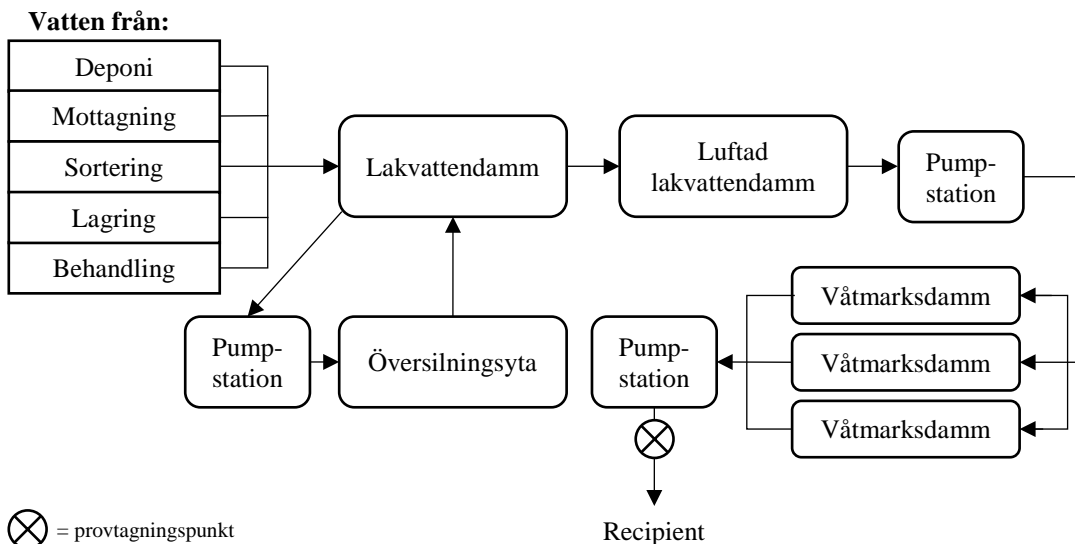 Vatten från:
Deponi
Mottagning
Sortering
Lagring
Behandling
Lakvattendamm
Luftad
lakvattendamm
Pump-
station
Pump-
station
Översilningsyta
Pump-
station
Våtmarksdamm
Våtmarksdamm
Våtmarksdamm
= provtagningspunkt
Recipient